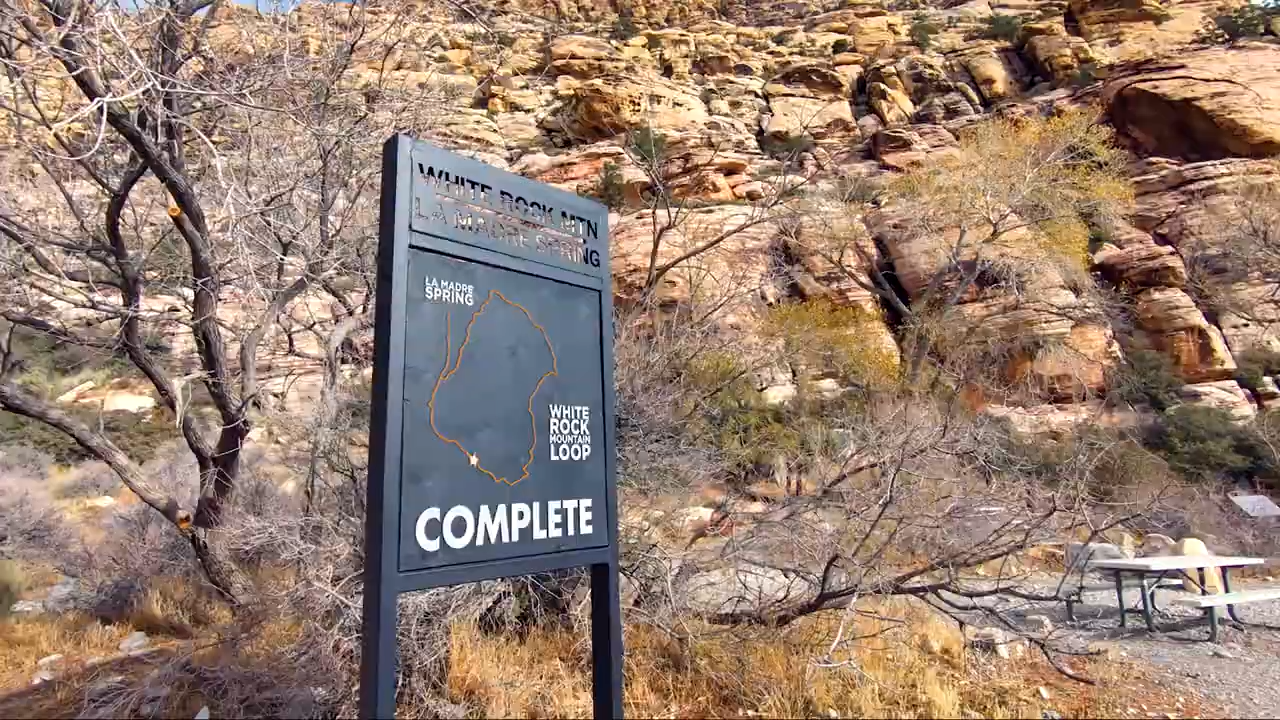 WHITE ROCK MTN
LA MADRE SPRING
LA MADRE
SPRING
WHITE
ROCK
MOUNTAIN
LOOP
COMPLETE